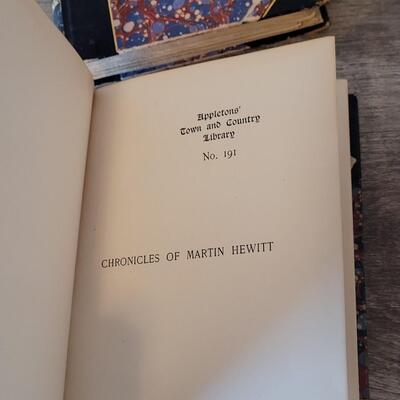 Appletons'
Town and Country
Library
No. 191
CHRONICLES OF MARTIN HEWITT